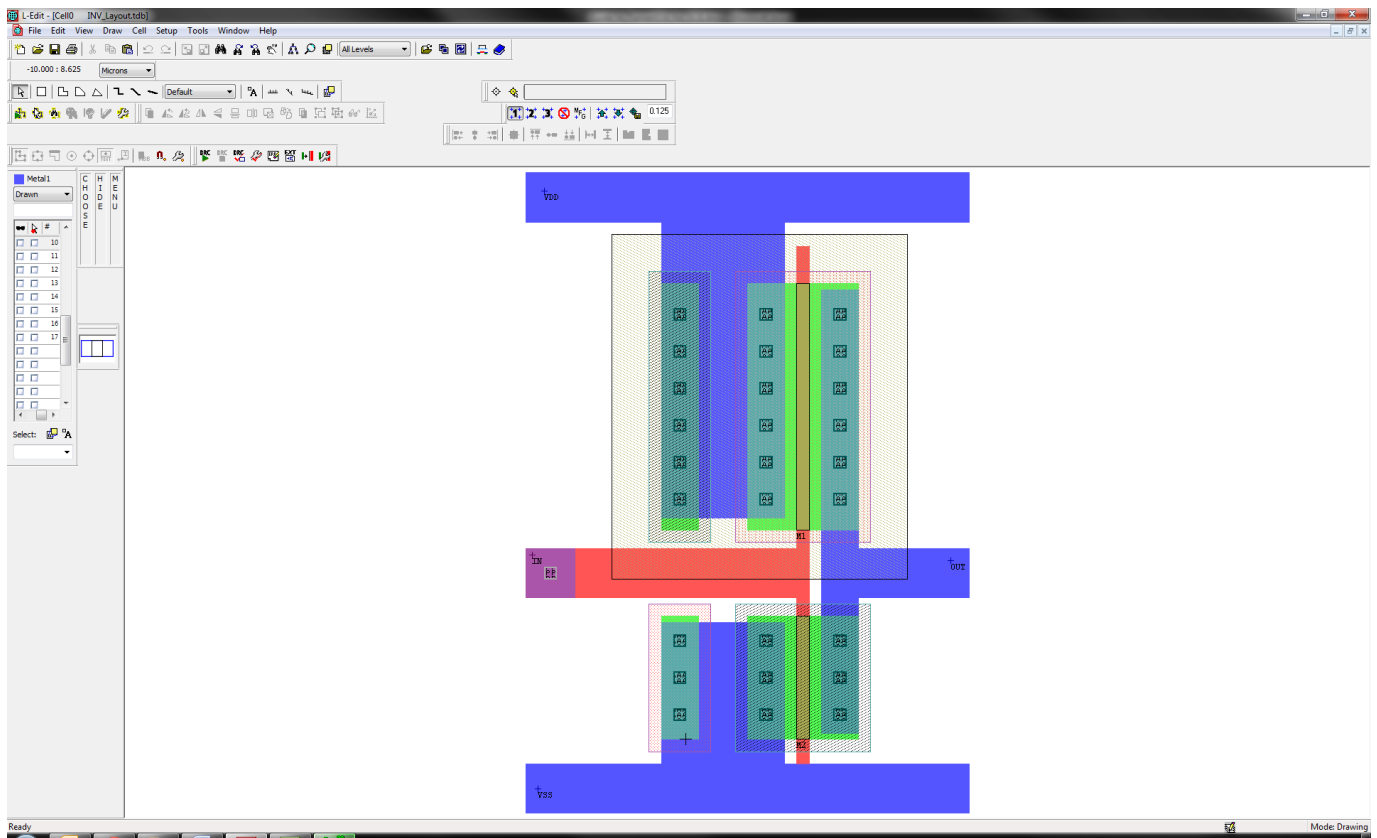 L-Edit - [Cell0 INV_Layout.tdb]
File Edit View Draw Cell Setup Tools Window Help
All Levels
-10.000 : 8.625 Microns
Default
0.125
Metal1
Drawn
CHOOSE
HIDE
MENU
#
10
11
12
13
14
15
16
17
Select:
VDD
M1
IN
OUT
M2
VSS
Ready
Mode: Drawing